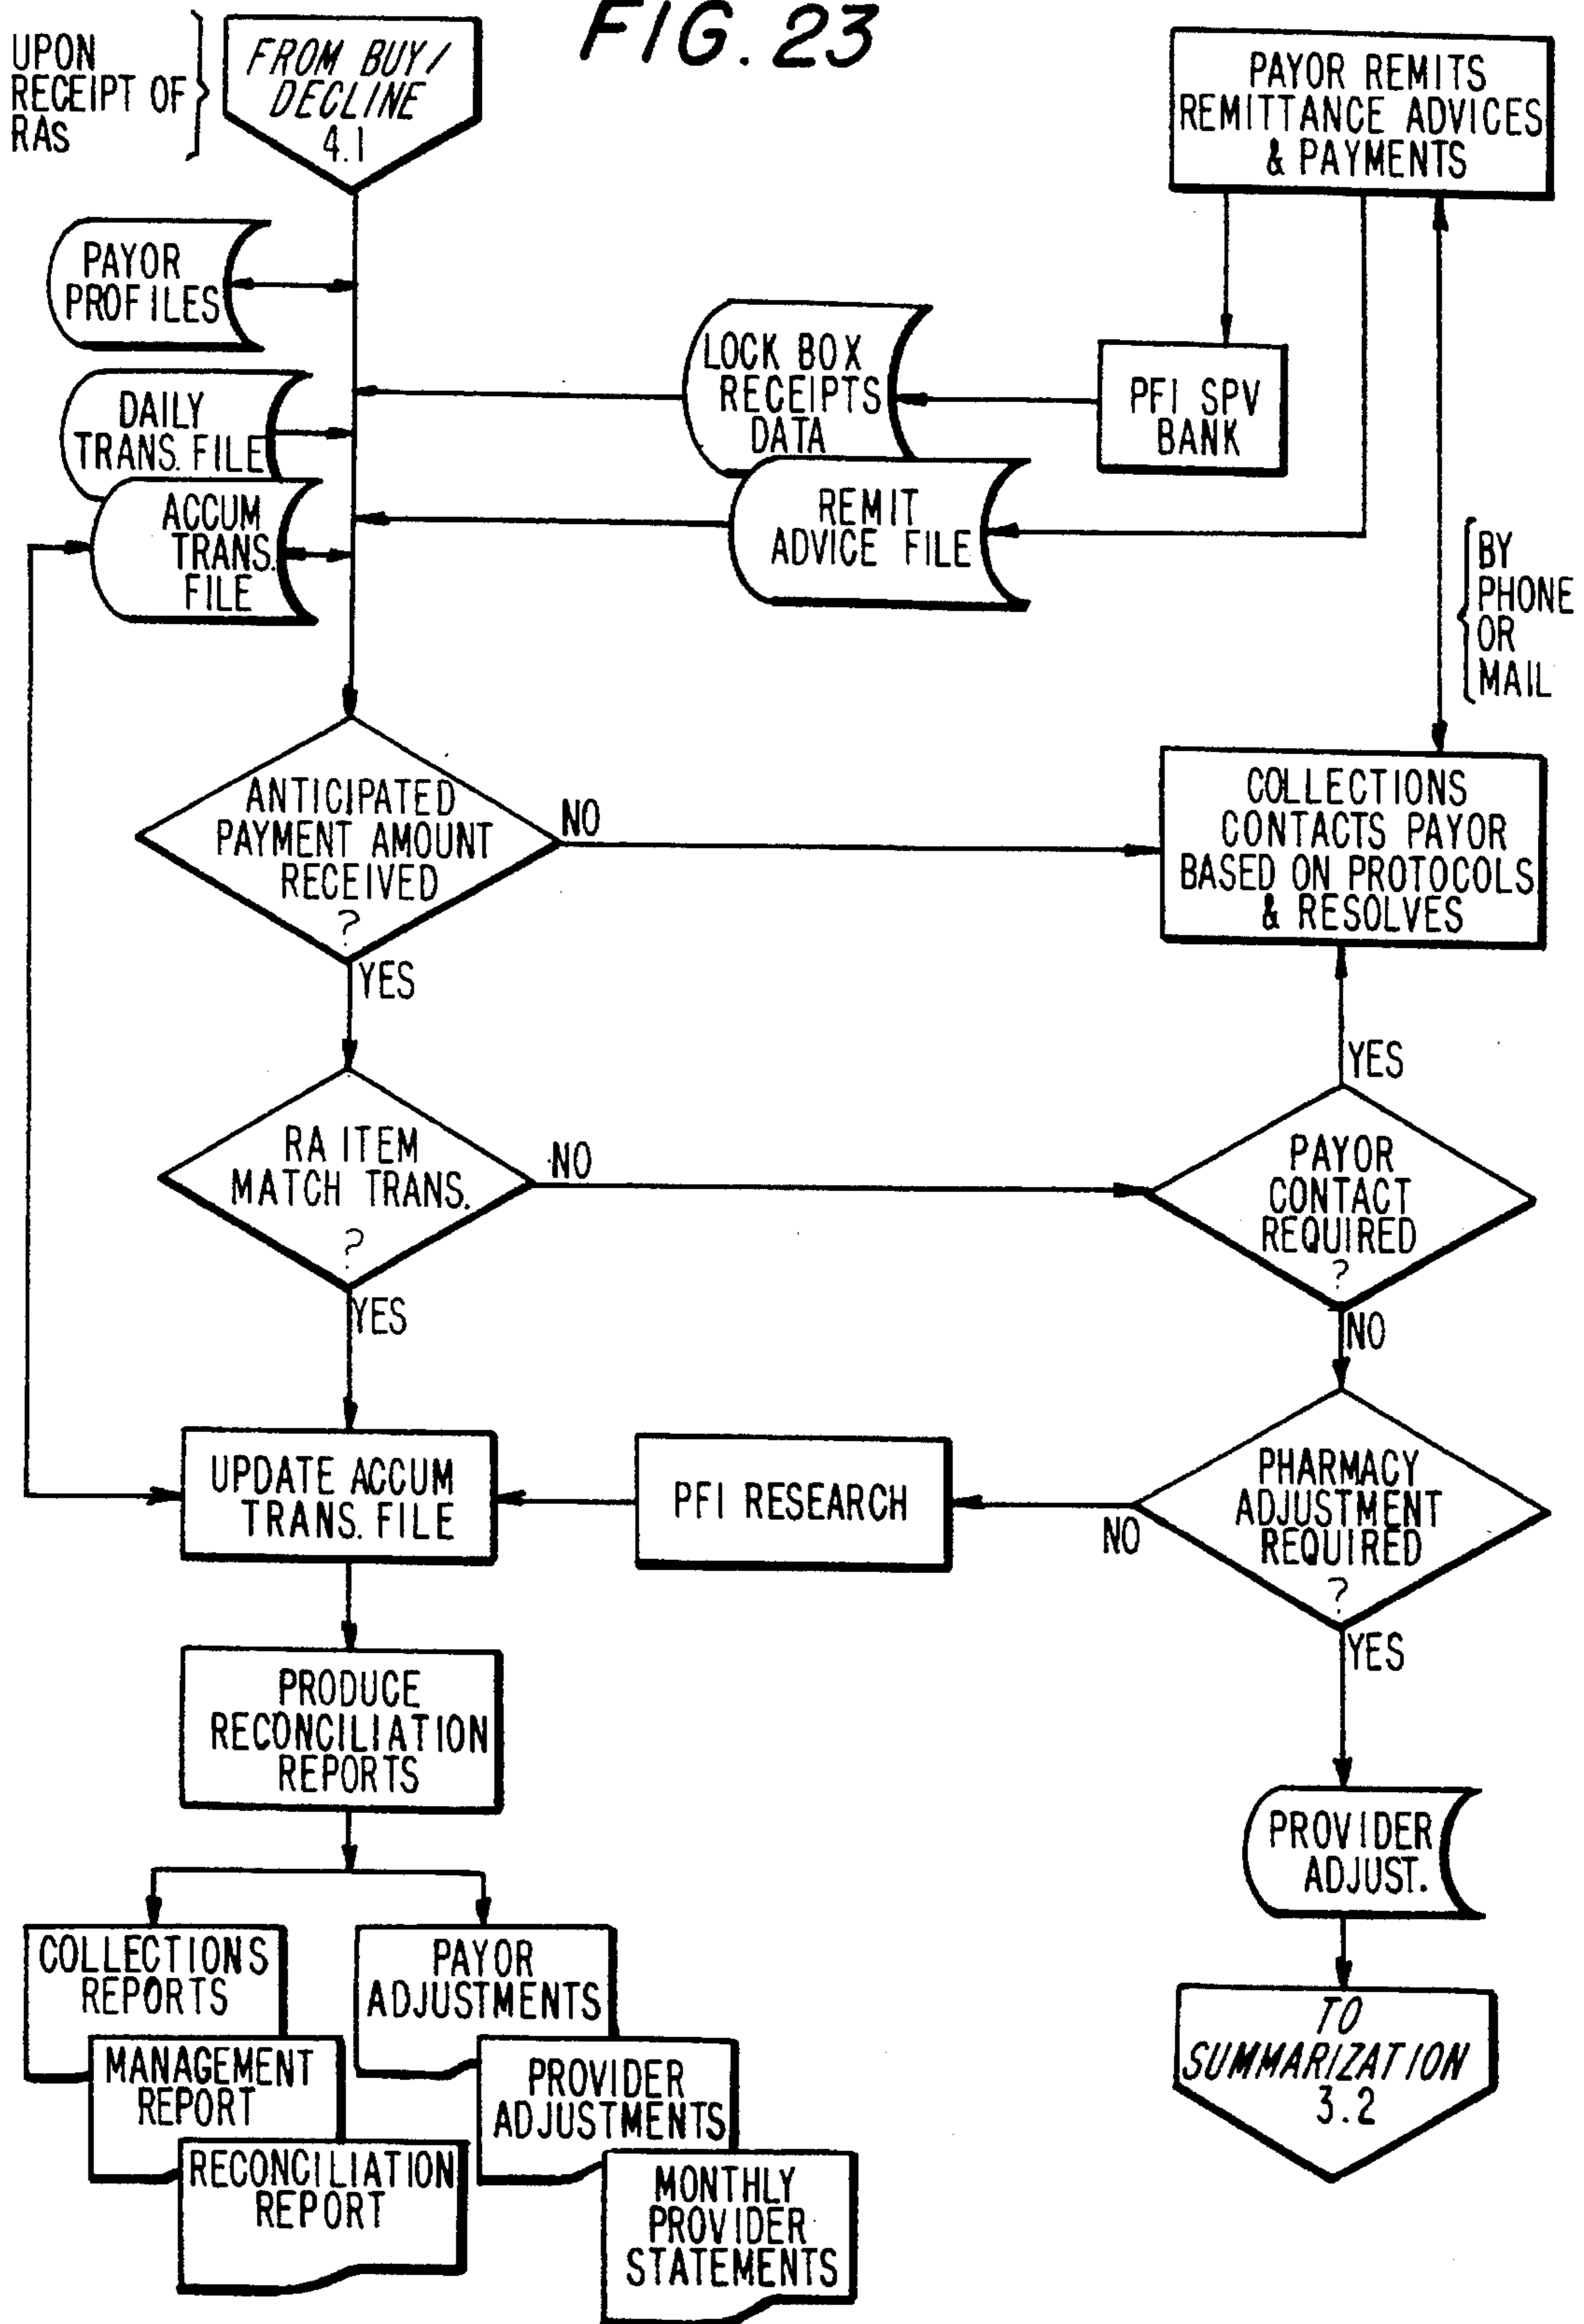 FIG. 23
UPON
RECEIPT OF
RAS
FROM BUY/
DECLINE
4.1
PAYOR REMITS
REMITTANCE ADVICES
& PAYMENTS
PAYOR
PROFILES
LOCK BOX
RECEIPTS
DATA
PFI SPV
BANK
DAILY
TRANS. FILE
ACCUM
TRANS.
FILE
REMIT
ADVICE FILE
BY
PHONE
OR
MAIL
ANTICIPATED
PAYMENT AMOUNT
RECEIVED
?
NO
YES
COLLECTIONS
CONTACTS PAYOR
BASED ON PROTOCOLS
& RESOLVES
YES
RA ITEM
MATCH TRANS.
?
NO
YES
PAYOR
CONTACT
REQUIRED
?
NO
UPDATE ACCUM
TRANS. FILE
PFI RESEARCH
NO
PHARMACY
ADJUSTMENT
REQUIRED
?
YES
PRODUCE
RECONCILIATION
REPORTS
PROVIDER
ADJUST.
COLLECTIONS
REPORTS
MANAGEMENT
REPORT
RECONCILIATION
REPORT
PAYOR
ADJUSTMENTS
PROVIDER
ADJUSTMENTS
MONTHLY
PROVIDER
STATEMENTS
TO
SUMMARIZATION
3.2